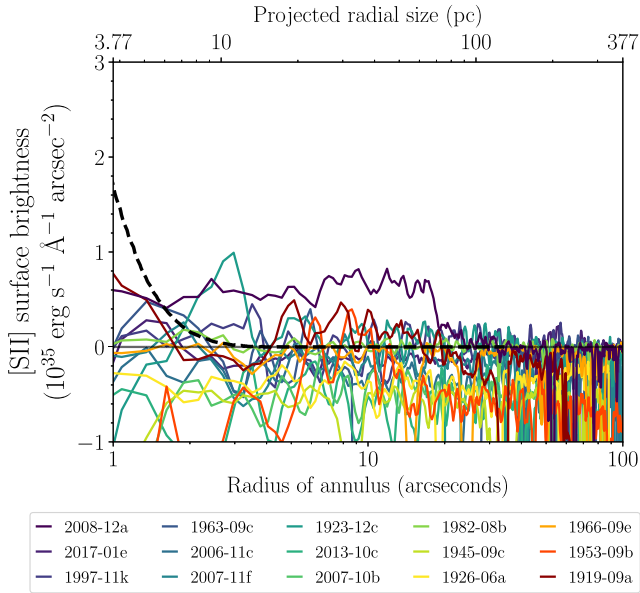 Projected radial size (pc)
3.77 10 100 377
3
2
1
0
−1
[SII] surface brightness
(10³⁵ erg s⁻¹ Å⁻¹ arcsec⁻²)
1 10 100
Radius of annulus (arcseconds)
2008-12a 1963-09c 1923-12c 1982-08b 1966-09e
2017-01e 2006-11c 2013-10c 1945-09c 1953-09b
1997-11k 2007-11f 2007-10b 1926-06a 1919-09a